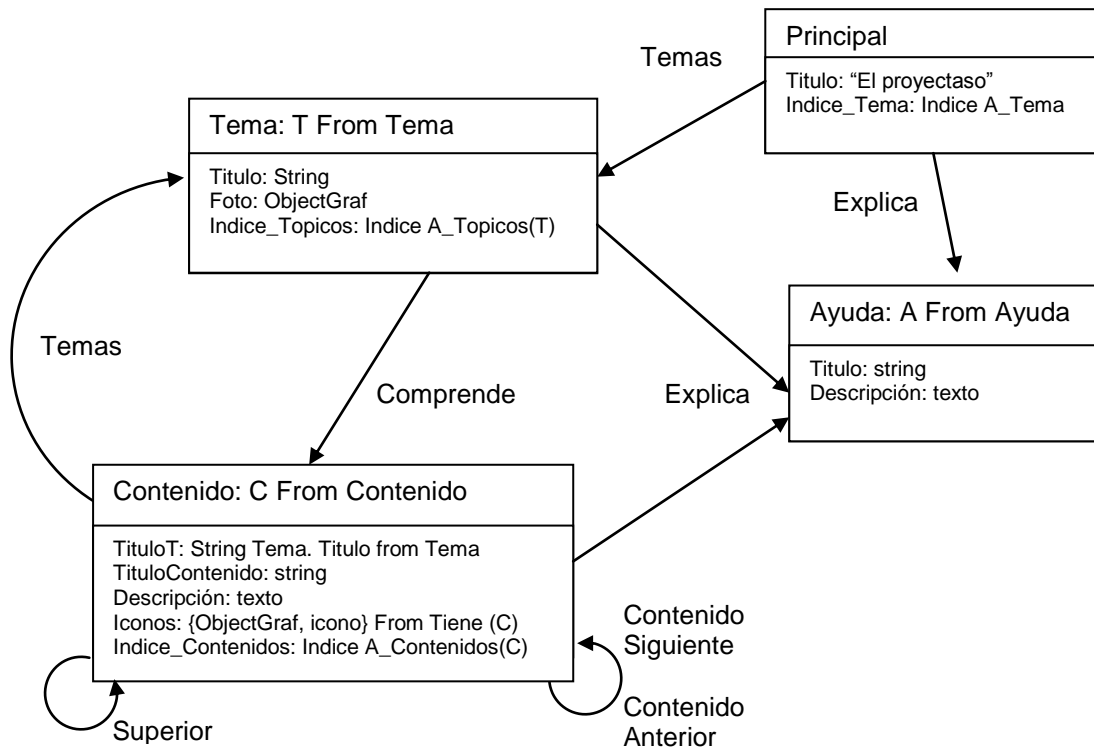 Principal
Titulo: “El proyectaso”
Indice_Tema: Indice A_Tema
Temas
Tema: T From Tema
Titulo: String
Foto: ObjectGraf
Indice_Topicos: Indice A_Topicos(T)
Explica
Ayuda: A From Ayuda
Titulo: string
Descripción: texto
Temas
Comprende
Explica
Contenido: C From Contenido
TituloT: String Tema. Titulo from Tema
TituloContenido: string
Descripción: texto
Iconos: {ObjectGraf, icono} From Tiene (C)
Indice_Contenidos: Indice A_Contenidos(C)
Contenido
Siguiente
Contenido
Anterior
Superior